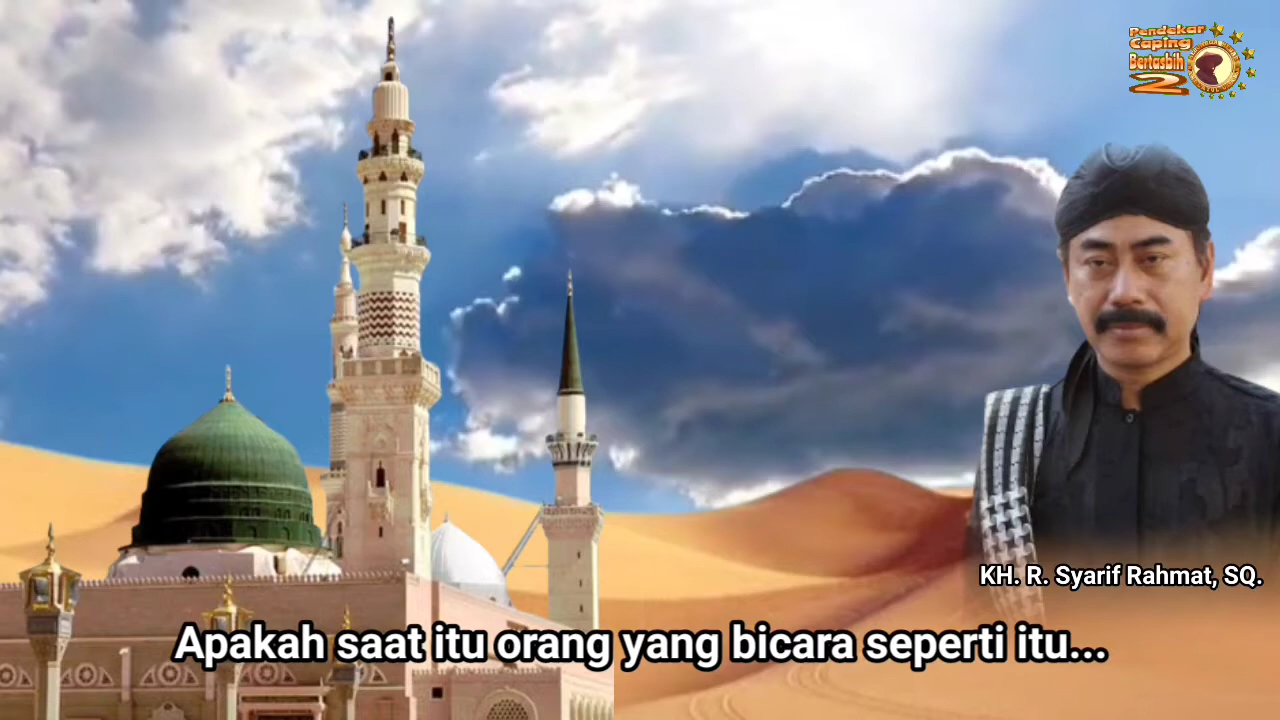 Pendekar
Caping
Bertasbih
2
KH. R. Syarif Rahmat, SQ.
Apakah saat itu orang yang bicara seperti itu...